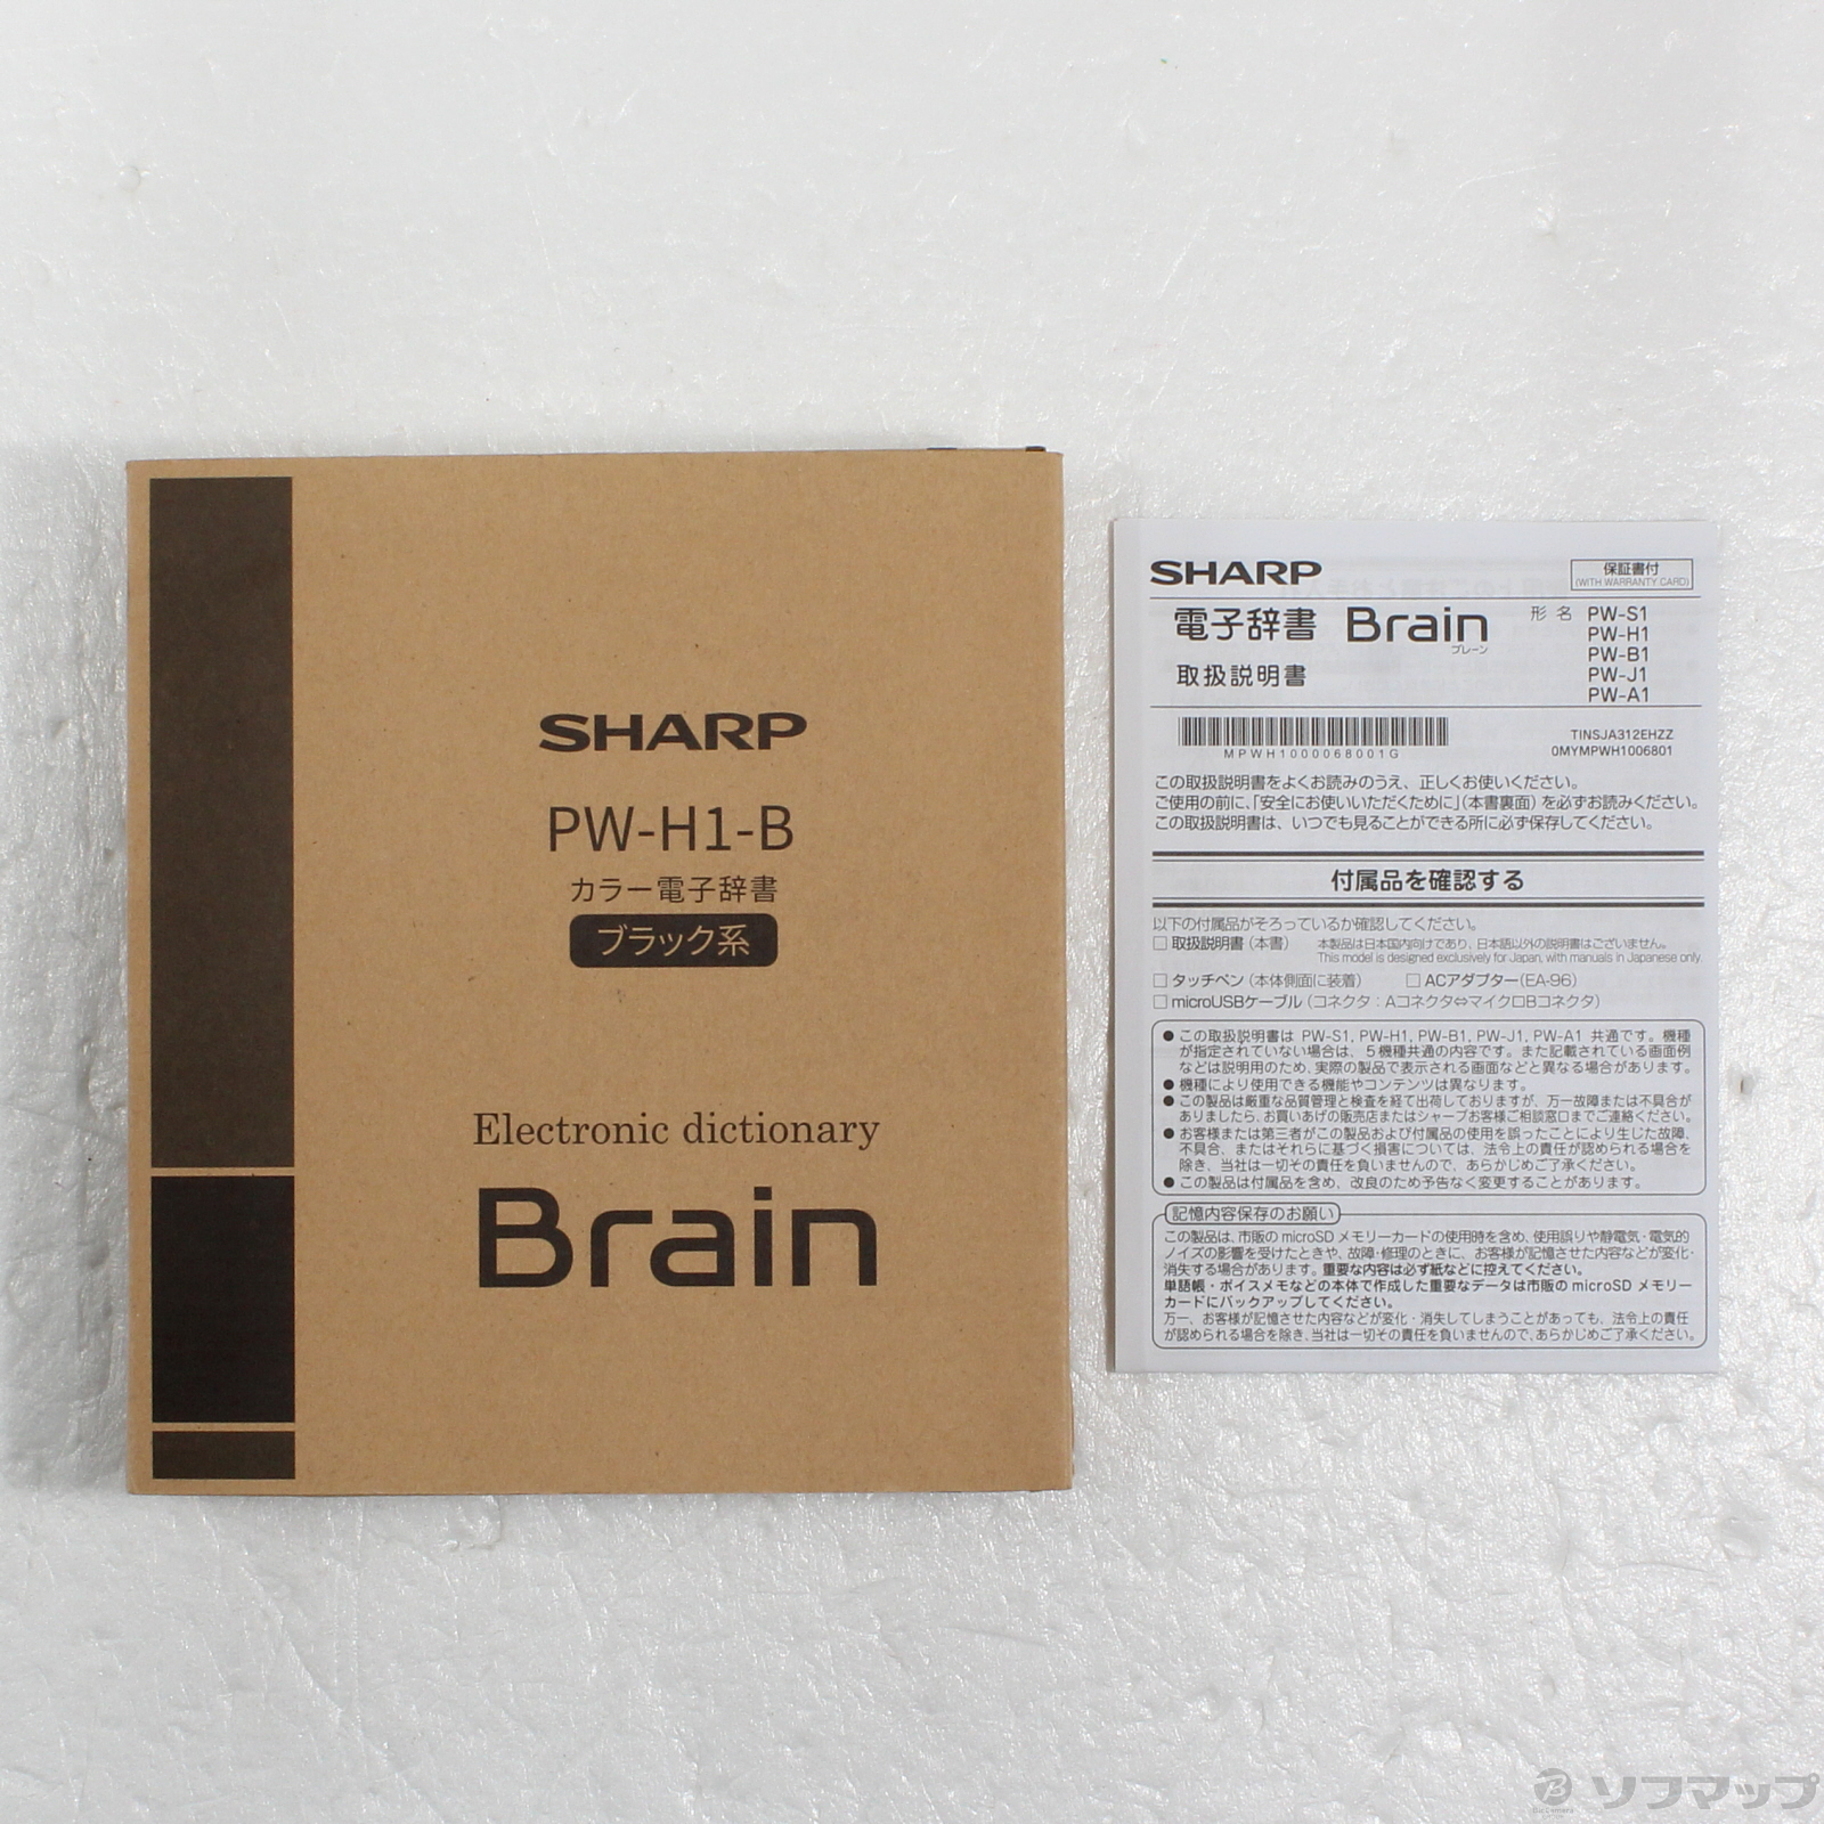 SHARP
PW-H1-B
カラー電子辞書
ブラック系
Electronic dictionary
Brain
SHARP
保証書付
(WITH WARRANTY CARD)
電子辞書 Brain
ブレーン
取扱説明書
形名 PW-S1
PW-H1
PW-B1
PW-J1
PW-A1
MPWH1000068001G
TINSJA312EHZZ
0MYMPWH1006801
この取扱説明書をよくお読みのうえ、正しくお使いください。
ご使用の前に、「安全にお使いいただくために」(本書裏面)を必ずお読みください。
この取扱説明書は、いつでも見ることができる所に必ず保存してください。
付属品を確認する
以下の付属品がそろっているか確認してください。
□ 取扱説明書(本書) 本製品は日本国内向けであり、日本語以外の説明書はございません。
This model is designed exclusively for Japan, with manuals in Japanese only.
□ タッチペン(本体側面に装着) □ ACアダプター(EA-96)
□ microUSBケーブル(コネクタ：Aコネクタ⇔マイクロBコネクタ)
● この取扱説明書は PW-S1, PW-H1, PW-B1, PW-J1, PW-A1 共通です。機種
が指定されていない場合は、5機種共通の内容です。また記載されている画面例
などは説明用のため、実際の製品で表示される画面などと異なる場合があります。
● 機種により使用できる機能やコンテンツは異なります。
● この製品は厳重な品質管理と検査を経て出荷しておりますが、万一故障または不具合が
ありましたら、お買いあげの販売店またはシャープお客様ご相談窓口までご連絡ください。
● お客様または第三者がこの製品および付属品の使用を誤ったことにより生じた故障、
不具合、またはそれらに基づく損害については、法令上の責任が認められる場合を
除き、当社は一切その責任を負いませんので、あらかじめご了承ください。
● この製品は付属品を含め、改良のため予告なく変更することがあります。
記憶内容保存のお願い
この製品は、市販の microSD メモリーカードの使用時を含め、使用誤りや静電気・電気的
ノイズの影響を受けたときや、故障・修理のときに、お客様が記憶させた内容などが変化・
消失する場合があります。重要な内容は必ず紙などに控えてください。
単語帳・ボイスメモなどの本体で作成した重要なデータは市販の microSD メモリー
カードにバックアップしてください。
万一、お客様が記憶させた内容などが変化・消失してしまうことがあっても、法令上の責任
が認められる場合を除き、当社は一切その責任を負いませんので、あらかじめご了承ください。
ソフマップ